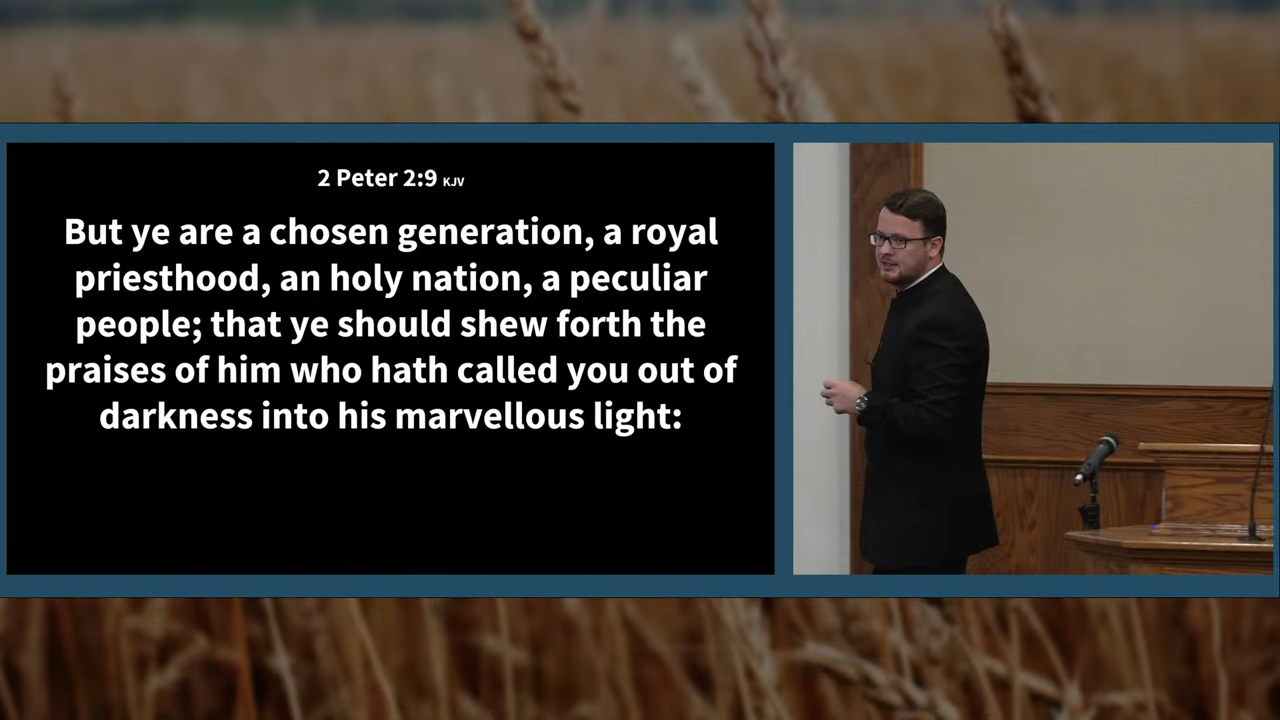 2 Peter 2:9 KJV
But ye are a chosen generation, a royal
priesthood, an holy nation, a peculiar
people; that ye should shew forth the
praises of him who hath called you out of
darkness into his marvellous light: